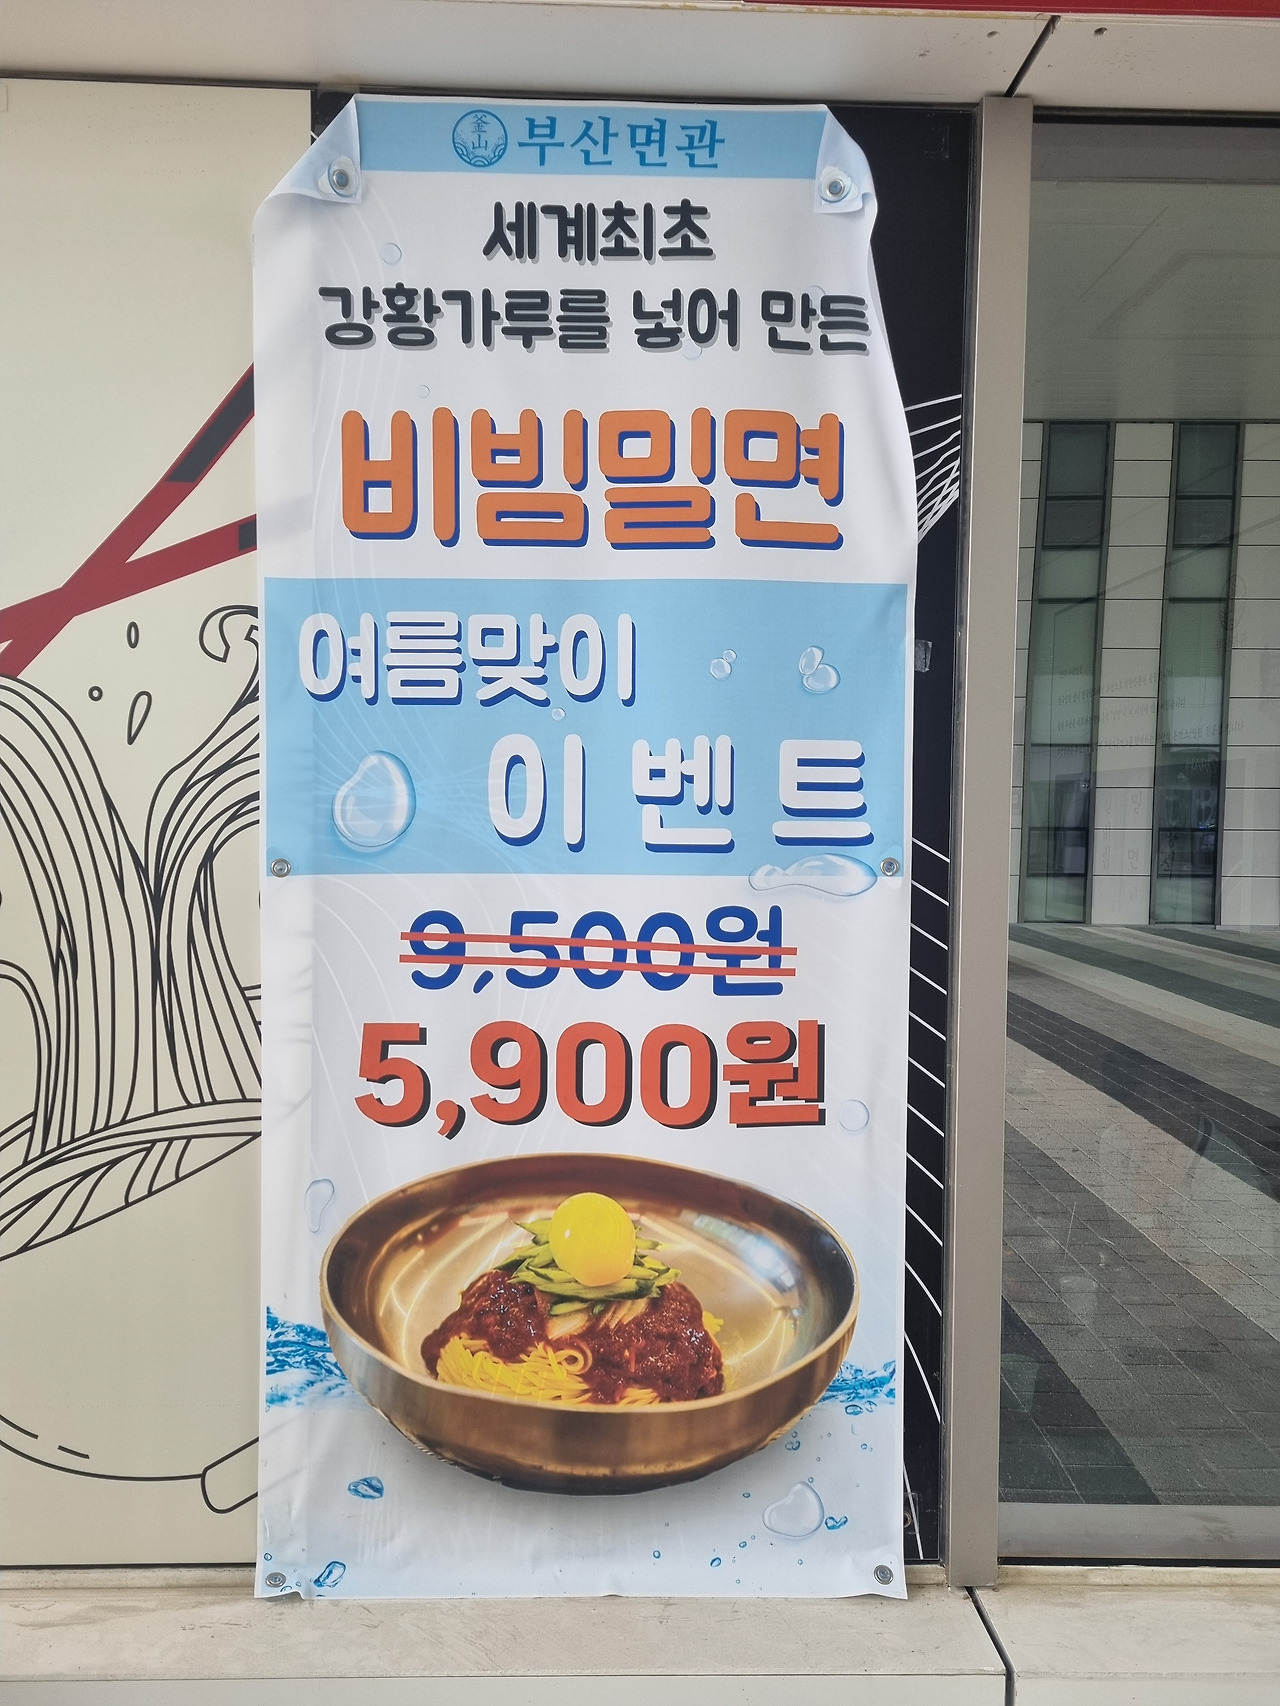 釜山 부산면관
세계최초
강황가루를 넣어 만든
비빔밀면
여름맞이
이벤트
9,500원
5,900원